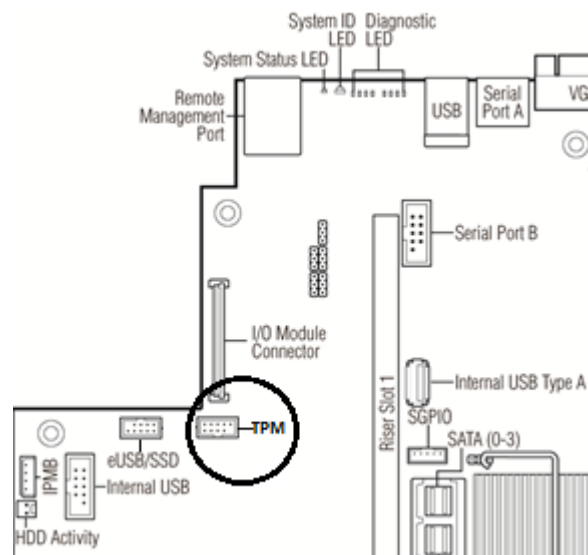 System ID
LED
Diagnostic
LED
System Status LED
Remote
Management
Port
USB
Serial
Port A
VG
Serial Port B
I/O Module
Connector
Riser Slot 1
Internal USB Type A
SGPIO
SATA (0-3)
TPM
eUSB/SSD
IPMB
Internal USB
HDD Activity